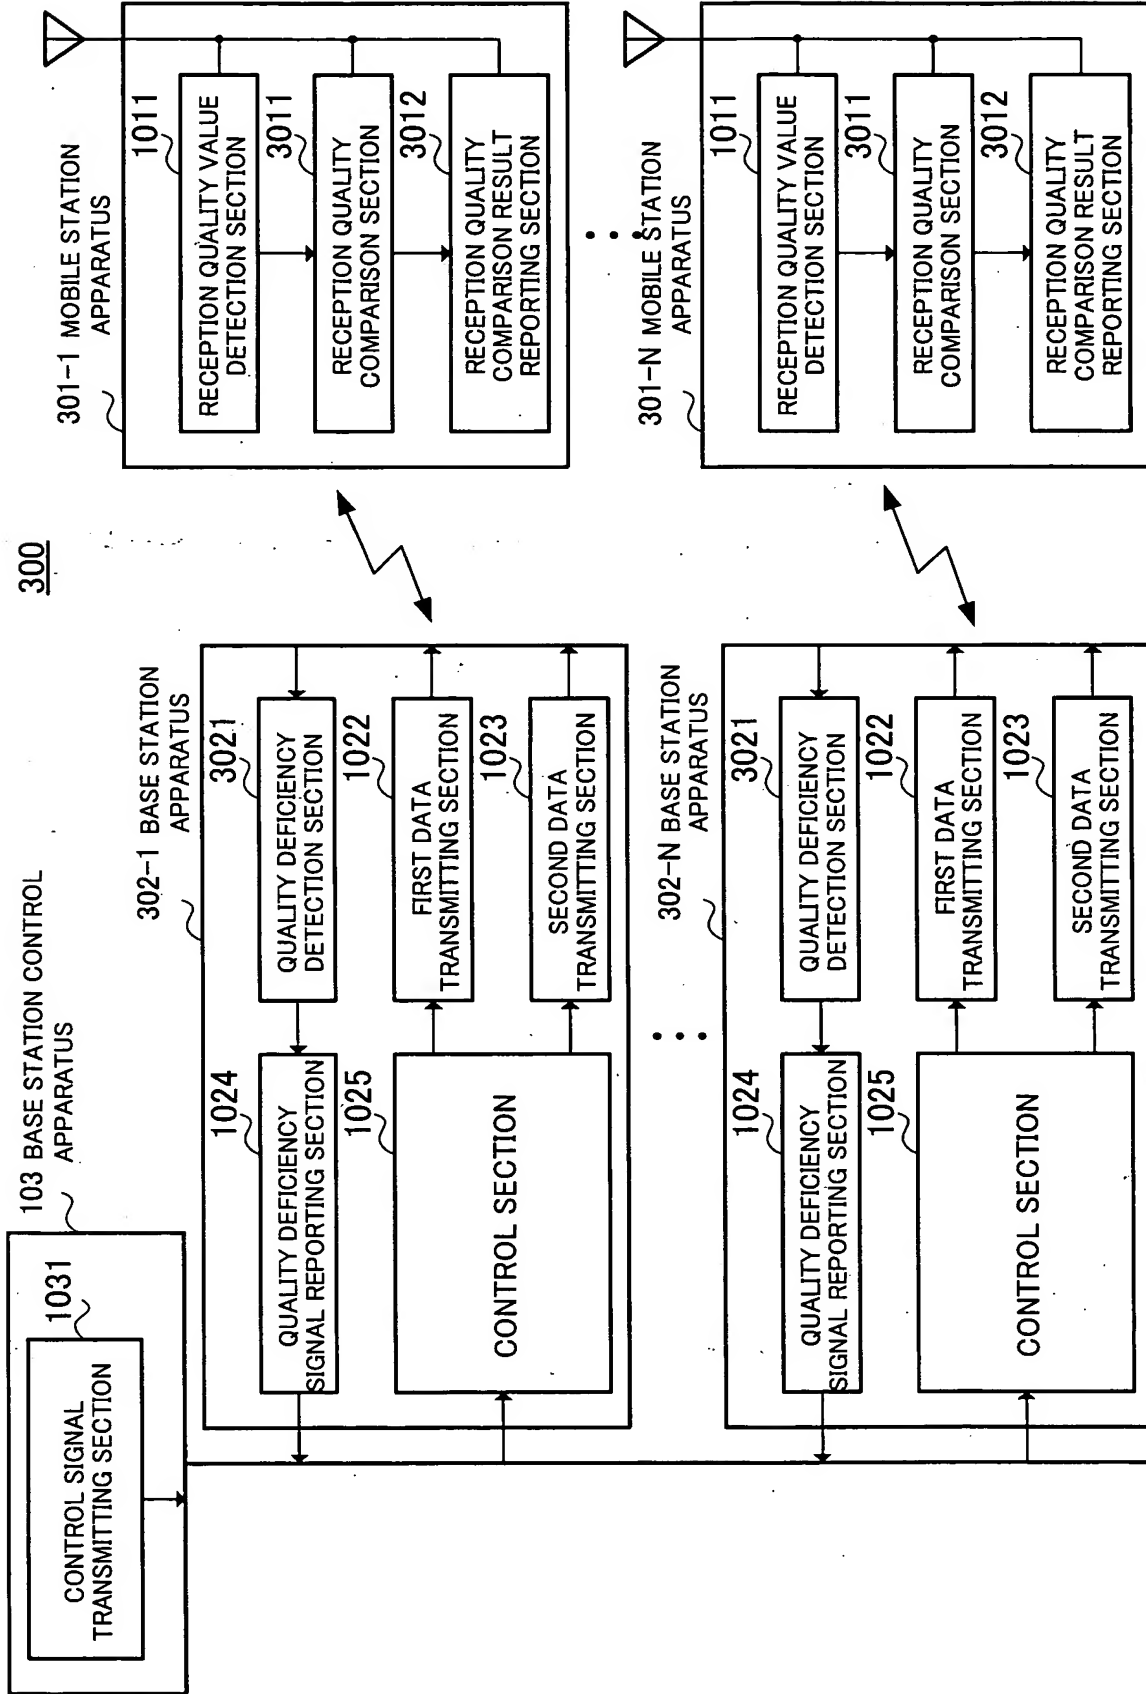 300
103 BASE STATION CONTROL
APPARATUS
1031
CONTROL SIGNAL
TRANSMITTING SECTION
302-1 BASE STATION
APPARATUS
1024
QUALITY DEFICIENCY
SIGNAL REPORTING SECTION
3021
QUALITY DEFICIENCY
DETECTION SECTION
1025
CONTROL SECTION
1022
FIRST DATA
TRANSMITTING SECTION
1023
SECOND DATA
TRANSMITTING SECTION
301-1 MOBILE STATION
APPARATUS
1011
RECEPTION QUALITY VALUE
DETECTION SECTION
3011
RECEPTION QUALITY
COMPARISON SECTION
3012
RECEPTION QUALITY
COMPARISON RESULT
REPORTING SECTION
302-N BASE STATION
APPARATUS
1024
QUALITY DEFICIENCY
SIGNAL REPORTING SECTION
3021
QUALITY DEFICIENCY
DETECTION SECTION
1025
CONTROL SECTION
1022
FIRST DATA
TRANSMITTING SECTION
1023
SECOND DATA
TRANSMITTING SECTION
301-N MOBILE STATION
APPARATUS
1011
RECEPTION QUALITY VALUE
DETECTION SECTION
3011
RECEPTION QUALITY
COMPARISON SECTION
3012
RECEPTION QUALITY
COMPARISON RESULT
REPORTING SECTION